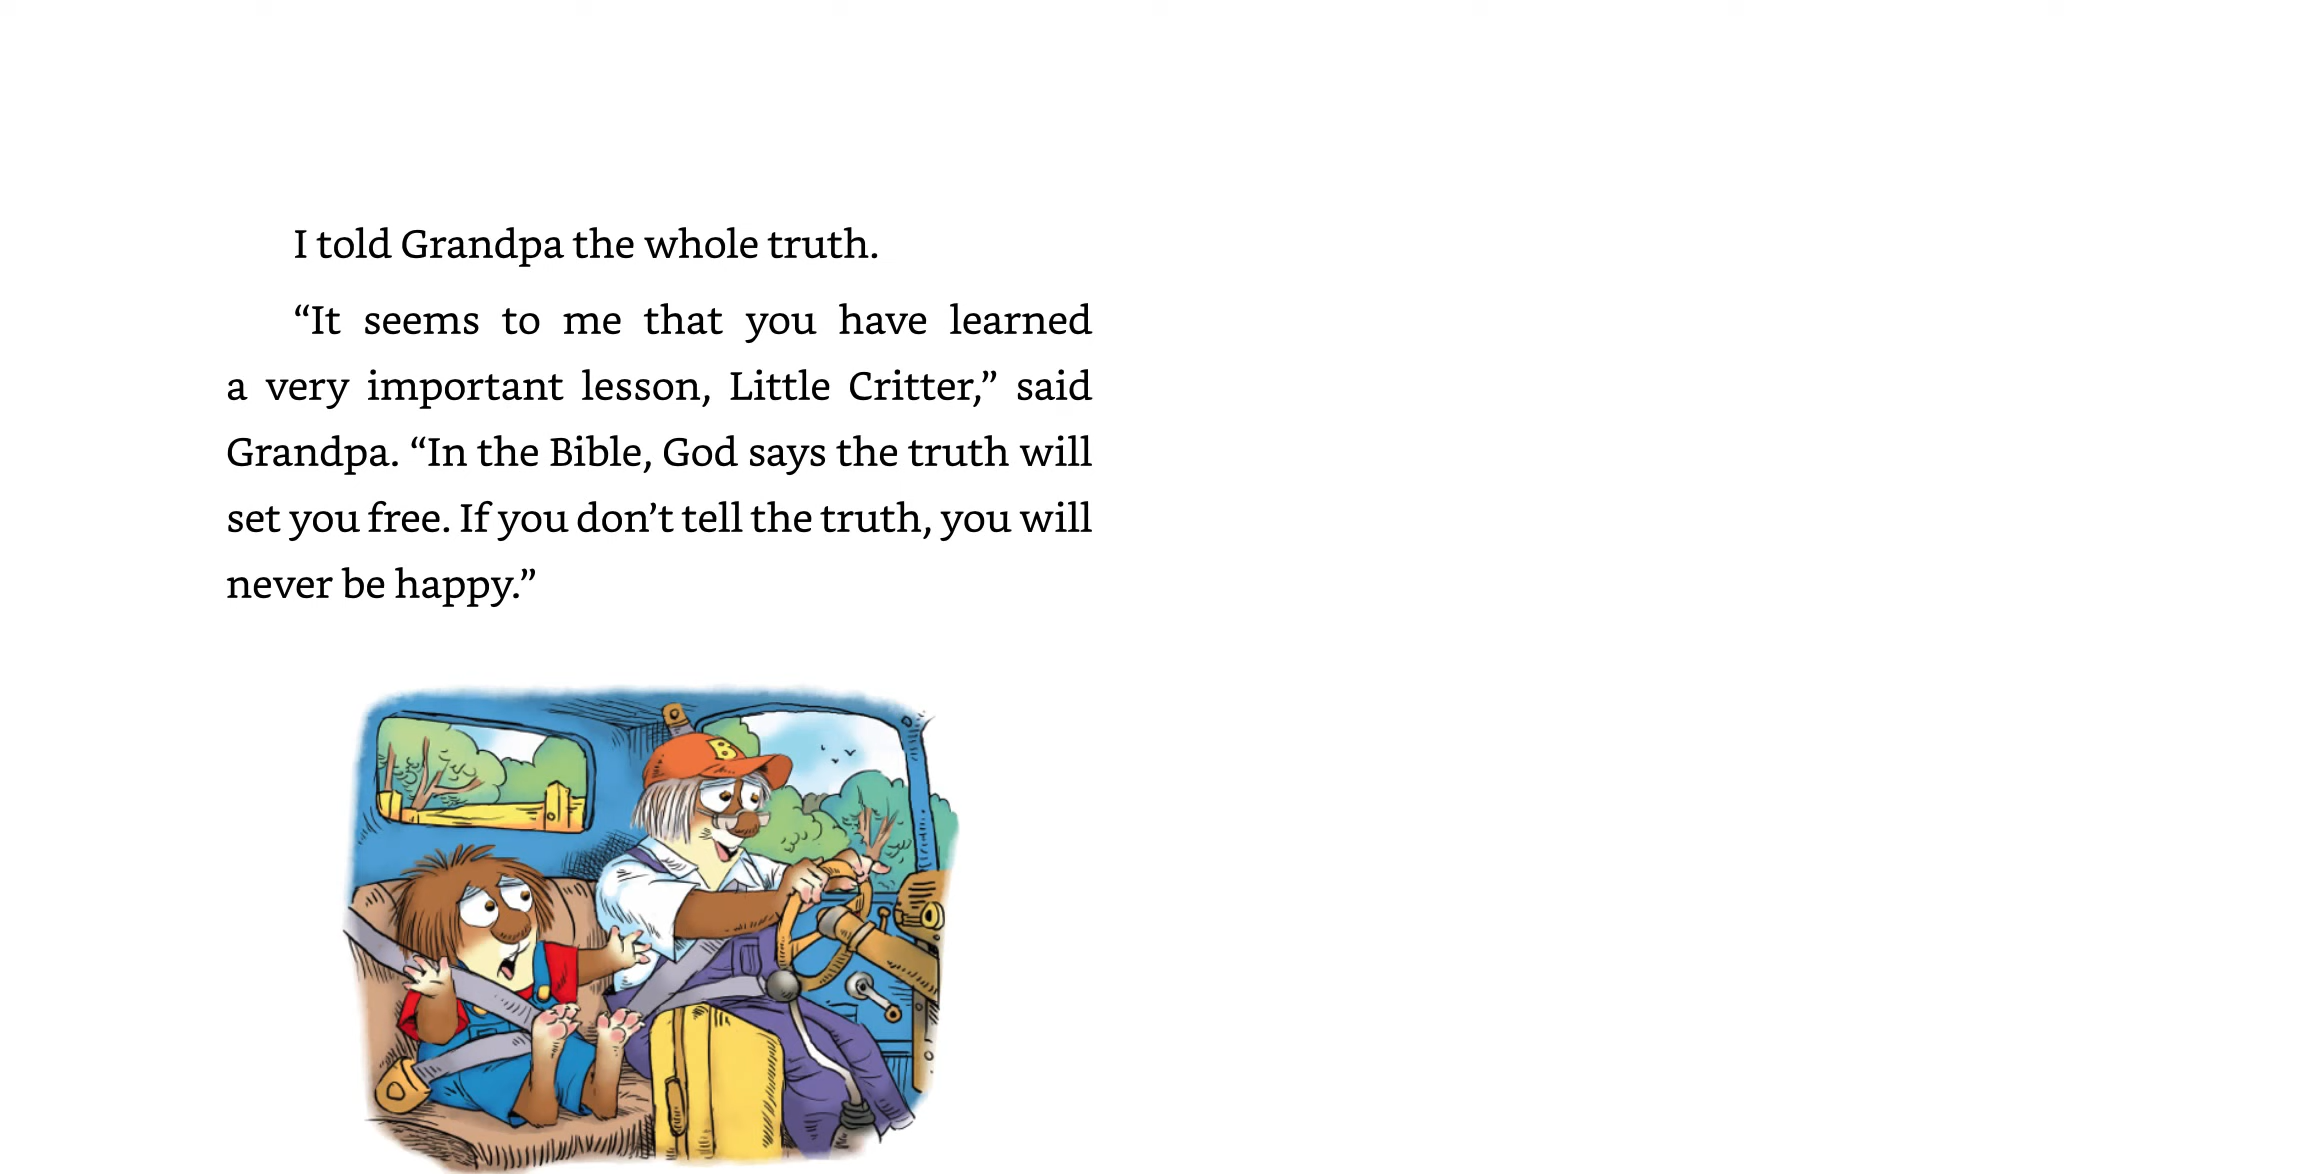 I told Grandpa the whole truth.
“It seems to me that you have learned
a very important lesson, Little Critter,” said
Grandpa. “In the Bible, God says the truth will
set you free. If you don’t tell the truth, you will
never be happy.”
B